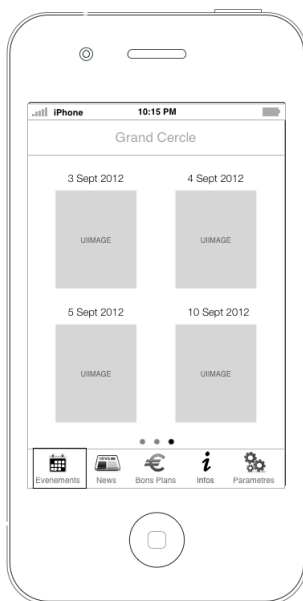 iPhone 10:15 PM
Grand Cercle
3 Sept 2012 4 Sept 2012
UIIMAGE UIIMAGE
5 Sept 2012 10 Sept 2012
UIIMAGE UIIMAGE
Evenements News Bons Plans Infos Parametres